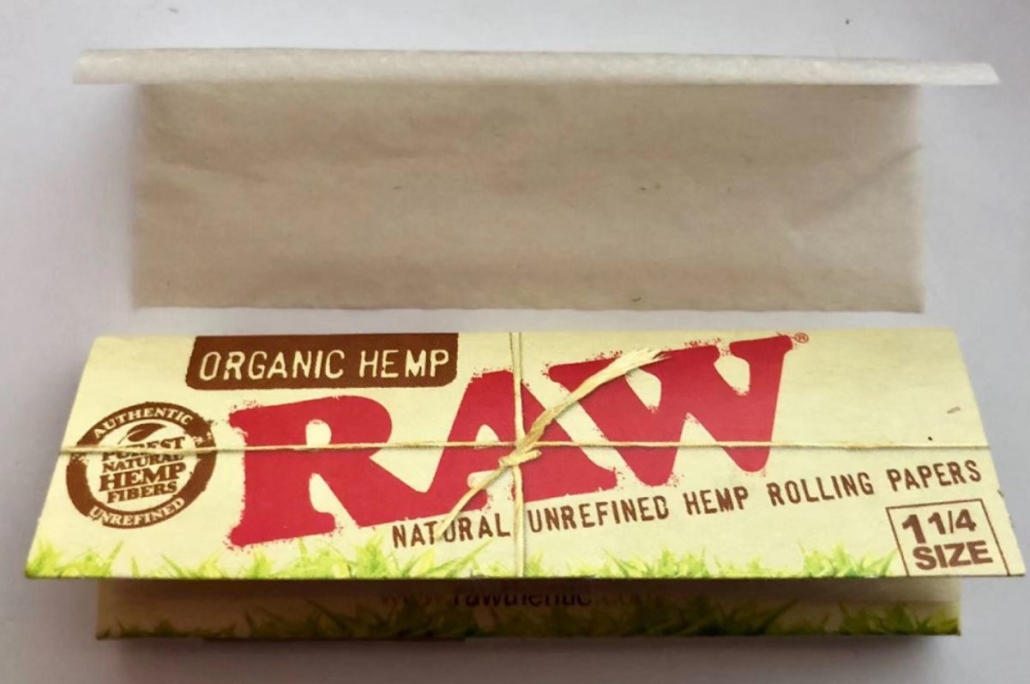 ORGANIC HEMP
RAW®
AUTHENTIC
PUREST
NATURAL
HEMP
FIBERS
UNREFINED
NATURAL UNREFINED HEMP ROLLING PAPERS
1 1/4
SIZE